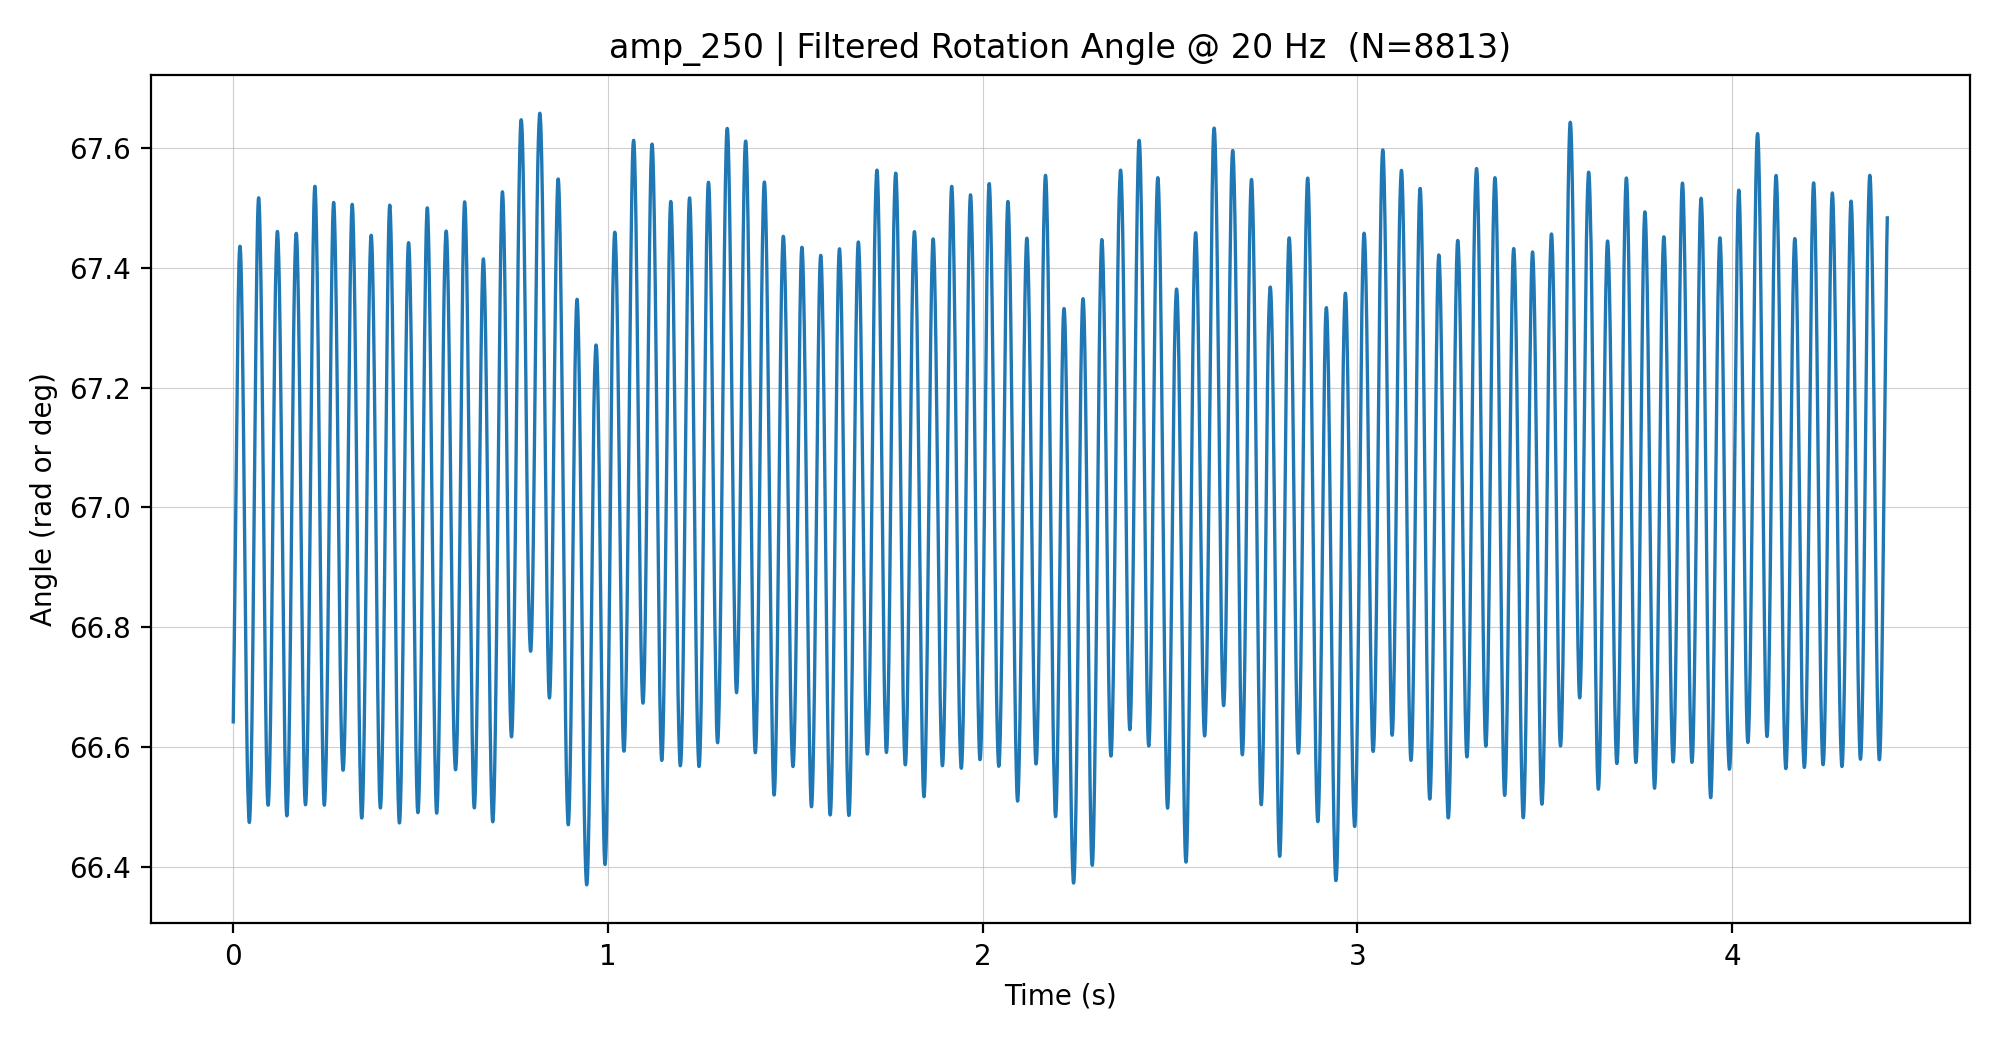 amp_250 | Filtered Rotation Angle @ 20 Hz  (N=8813)
Angle (rad or deg)
67.6
67.4
67.2
67.0
66.8
66.6
66.4
0 1 2 3 4
Time (s)